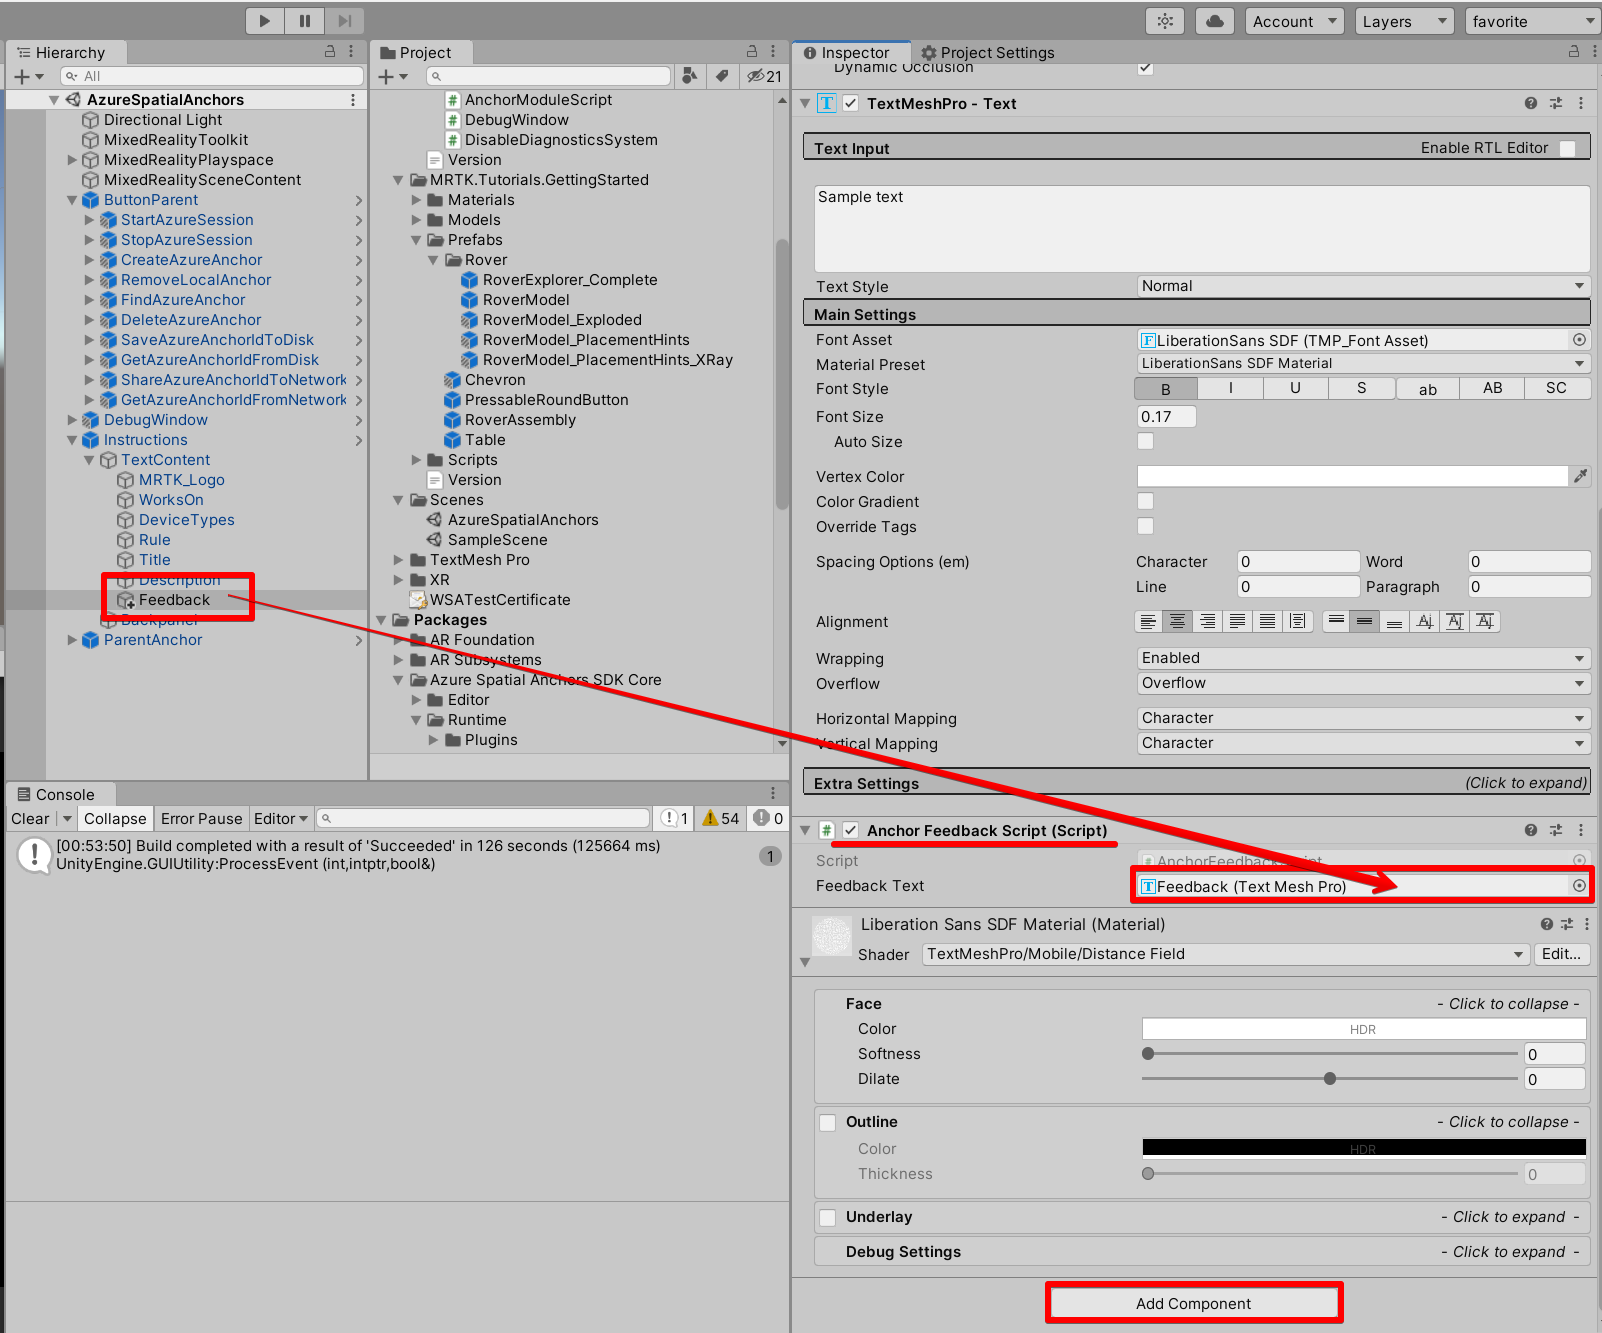 Account
Layers
favorite
Hierarchy
All
AzureSpatialAnchors
Directional Light
MixedRealityToolkit
MixedRealityPlayspace
MixedRealitySceneContent
ButtonParent
StartAzureSession
StopAzureSession
CreateAzureAnchor
RemoveLocalAnchor
FindAzureAnchor
DeleteAzureAnchor
SaveAzureAnchorIdToDisk
GetAzureAnchorIdFromDisk
ShareAzureAnchorIdToNetwork
GetAzureAnchorIdFromNetwork
DebugWindow
Instructions
TextContent
MRTK_Logo
WorksOn
DeviceTypes
Rule
Title
Description
Feedback
Backpanel
ParentAnchor
Project
21
AnchorModuleScript
DebugWindow
DisableDiagnosticsSystem
Version
MRTK.Tutorials.GettingStarted
Materials
Models
Prefabs
Rover
RoverExplorer_Complete
RoverModel
RoverModel_Exploded
RoverModel_PlacementHints
RoverModel_PlacementHints_XRay
Chevron
PressableRoundButton
RoverAssembly
Table
Scripts
Version
Scenes
AzureSpatialAnchors
SampleScene
TextMesh Pro
XR
WSATestCertificate
Packages
AR Foundation
AR Subsystems
Azure Spatial Anchors SDK Core
Editor
Runtime
Plugins
Console
Clear Collapse Error Pause Editor 1 54 0
[00:53:50] Build completed with a result of 'Succeeded' in 126 seconds (125664 ms)
UnityEngine.GUIUtility:ProcessEvent (int,intptr,bool&)
1
Inspector Project Settings
Dynamic Occlusion
TextMeshPro - Text
Text Input Enable RTL Editor
Sample text
Text Style Normal
Main Settings
Font Asset LiberationSans SDF (TMP_Font Asset)
Material Preset LiberationSans SDF Material
Font Style B I U S ab AB SC
Font Size 0.17
Auto Size
Vertex Color
Color Gradient
Override Tags
Spacing Options (em) Character 0 Word 0
Line 0 Paragraph 0
Alignment
Wrapping Enabled
Overflow Overflow
Horizontal Mapping Character
Vertical Mapping Character
Extra Settings (Click to expand)
Anchor Feedback Script (Script)
Script AnchorFeedbackScript
Feedback Text Feedback (Text Mesh Pro)
Liberation Sans SDF Material (Material)
Shader TextMeshPro/Mobile/Distance Field Edit...
Face - Click to collapse -
Color HDR
Softness 0
Dilate 0
Outline - Click to collapse -
Color HDR
Thickness 0
Underlay - Click to expand -
Debug Settings - Click to expand -
Add Component